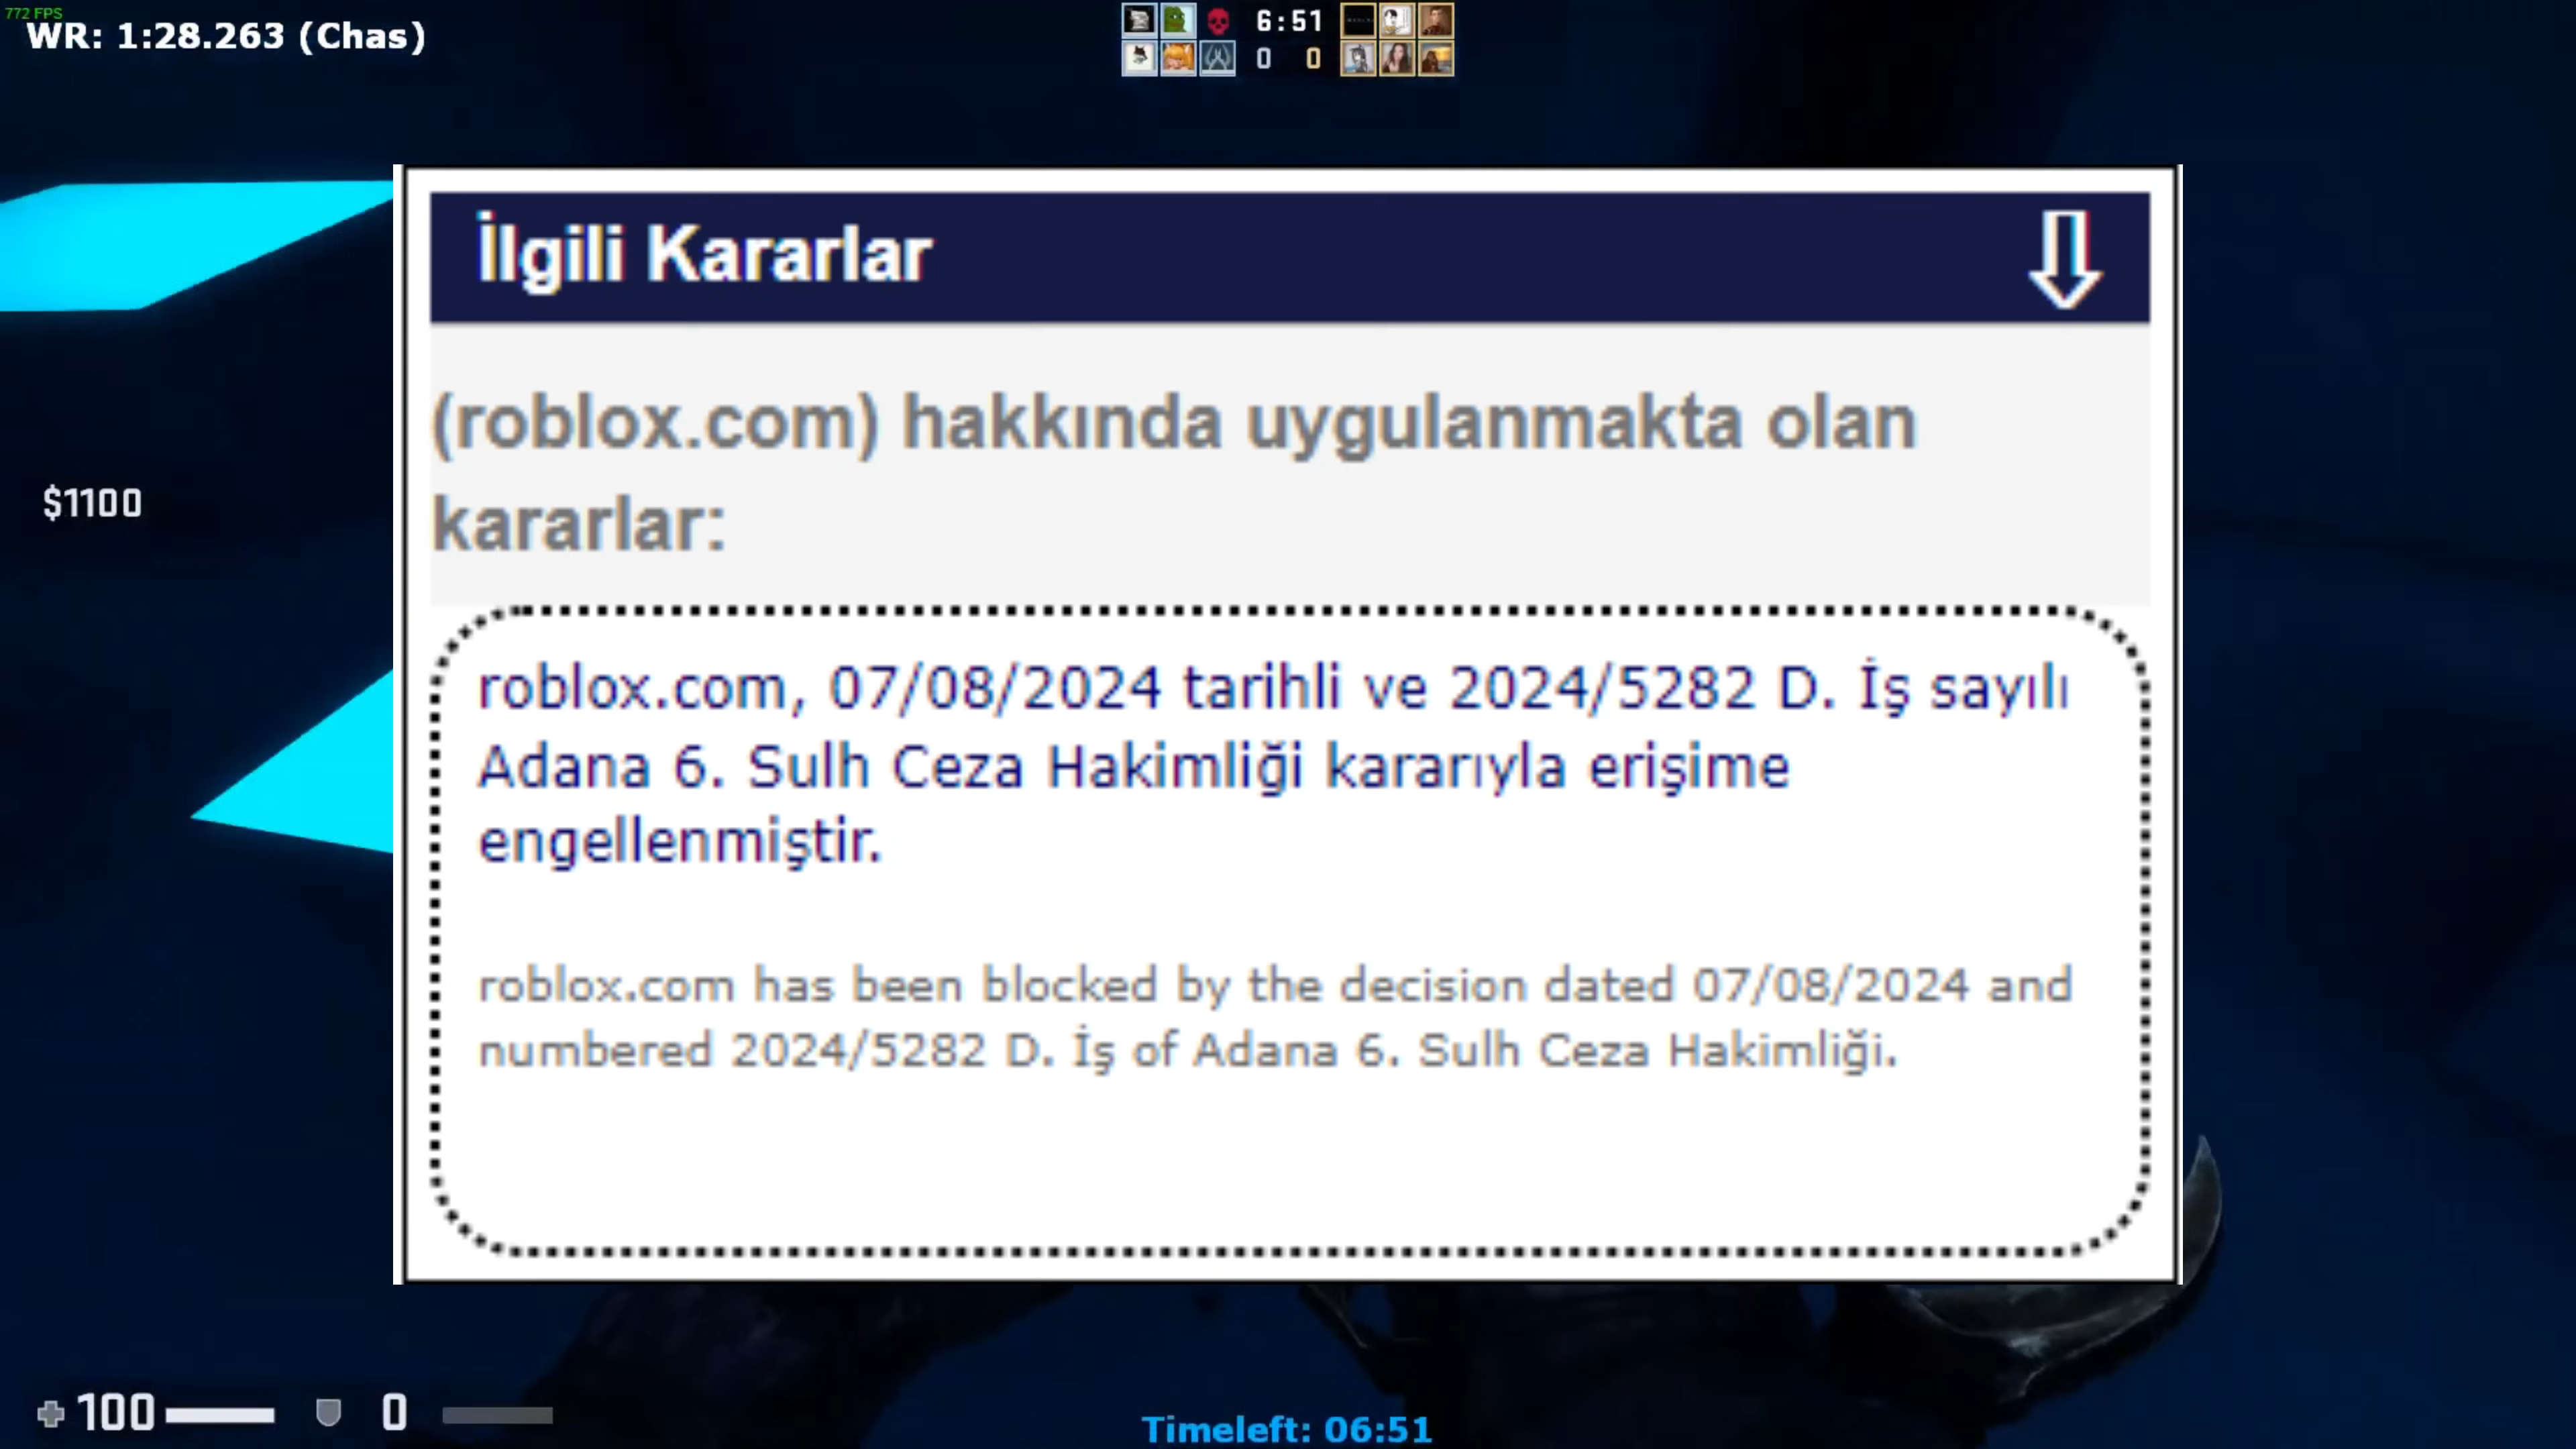 772 FPS
WR: 1:28.263 (Chas)
6:51
0 0
$1100
İlgili Kararlar
(roblox.com) hakkında uygulanmakta olan
kararlar:
roblox.com, 07/08/2024 tarihli ve 2024/5282 D. İş sayılı
Adana 6. Sulh Ceza Hakimliği kararıyla erişime
engellenmiştir.
roblox.com has been blocked by the decision dated 07/08/2024 and
numbered 2024/5282 D. İş of Adana 6. Sulh Ceza Hakimliği.
100 0
Timeleft: 06:51